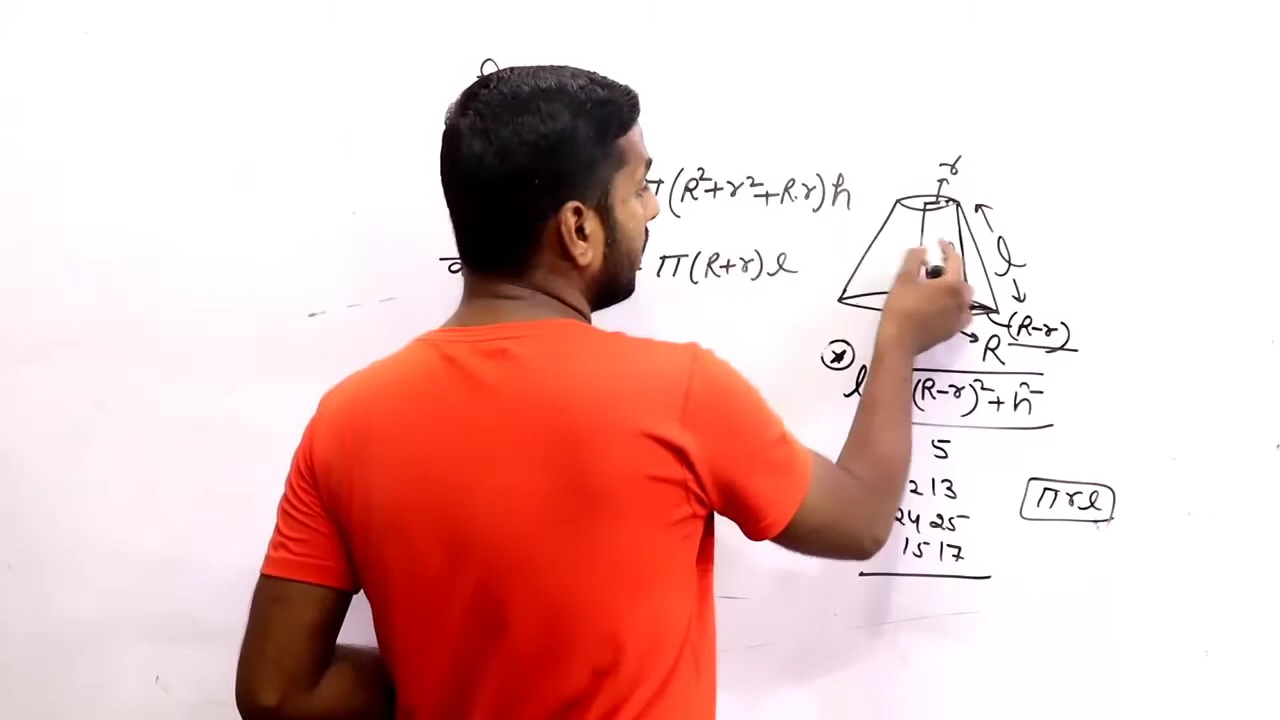 r
π(R²+r²+R.r)h
l
π(R+r)l
(R-r)
R
l (R-r)²+h²
5
2 13
24 25
πrl
15 17